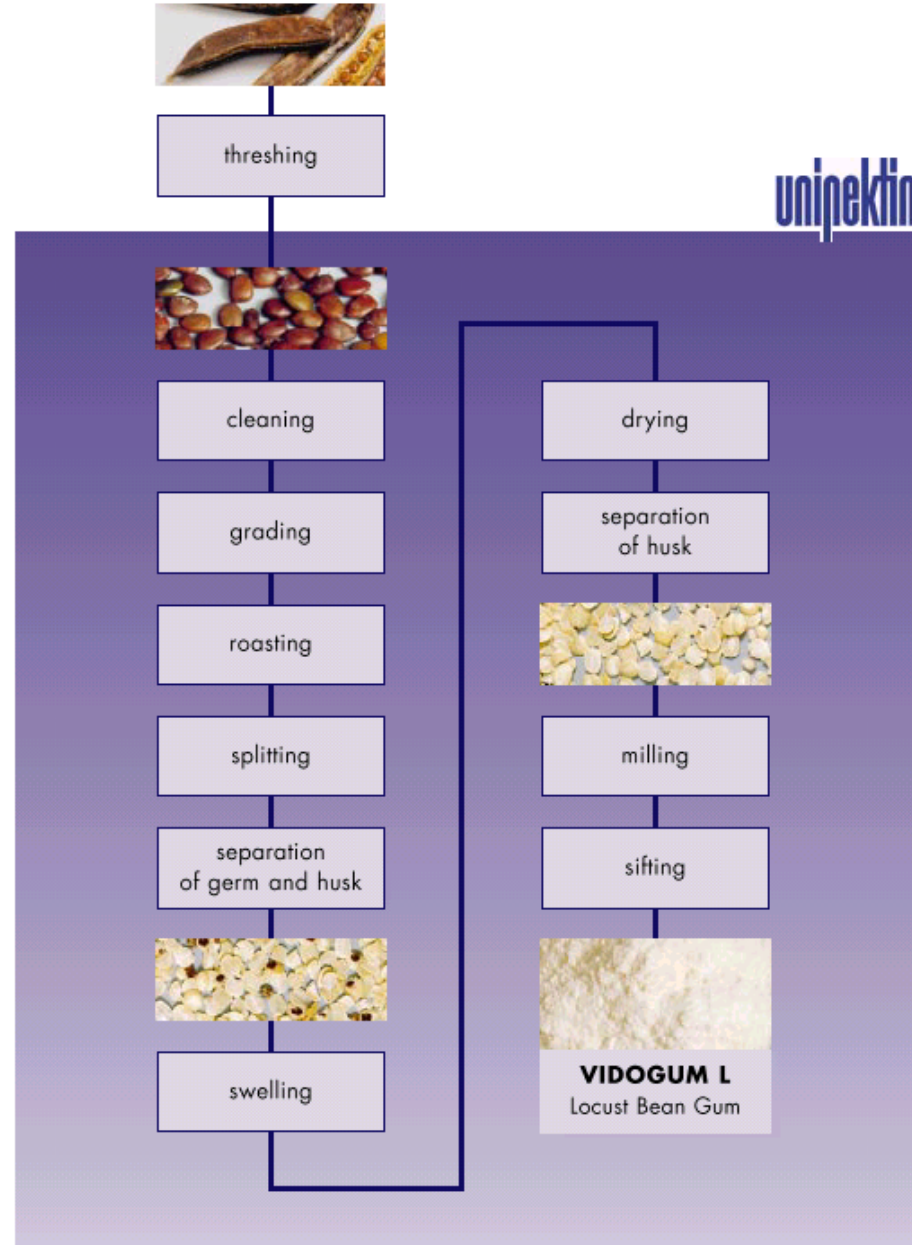 threshing
unipektin
cleaning
grading
roasting
splitting
separation
of germ and husk
swelling
drying
separation
of husk
milling
sifting
VIDOGUM L
Locust Bean Gum